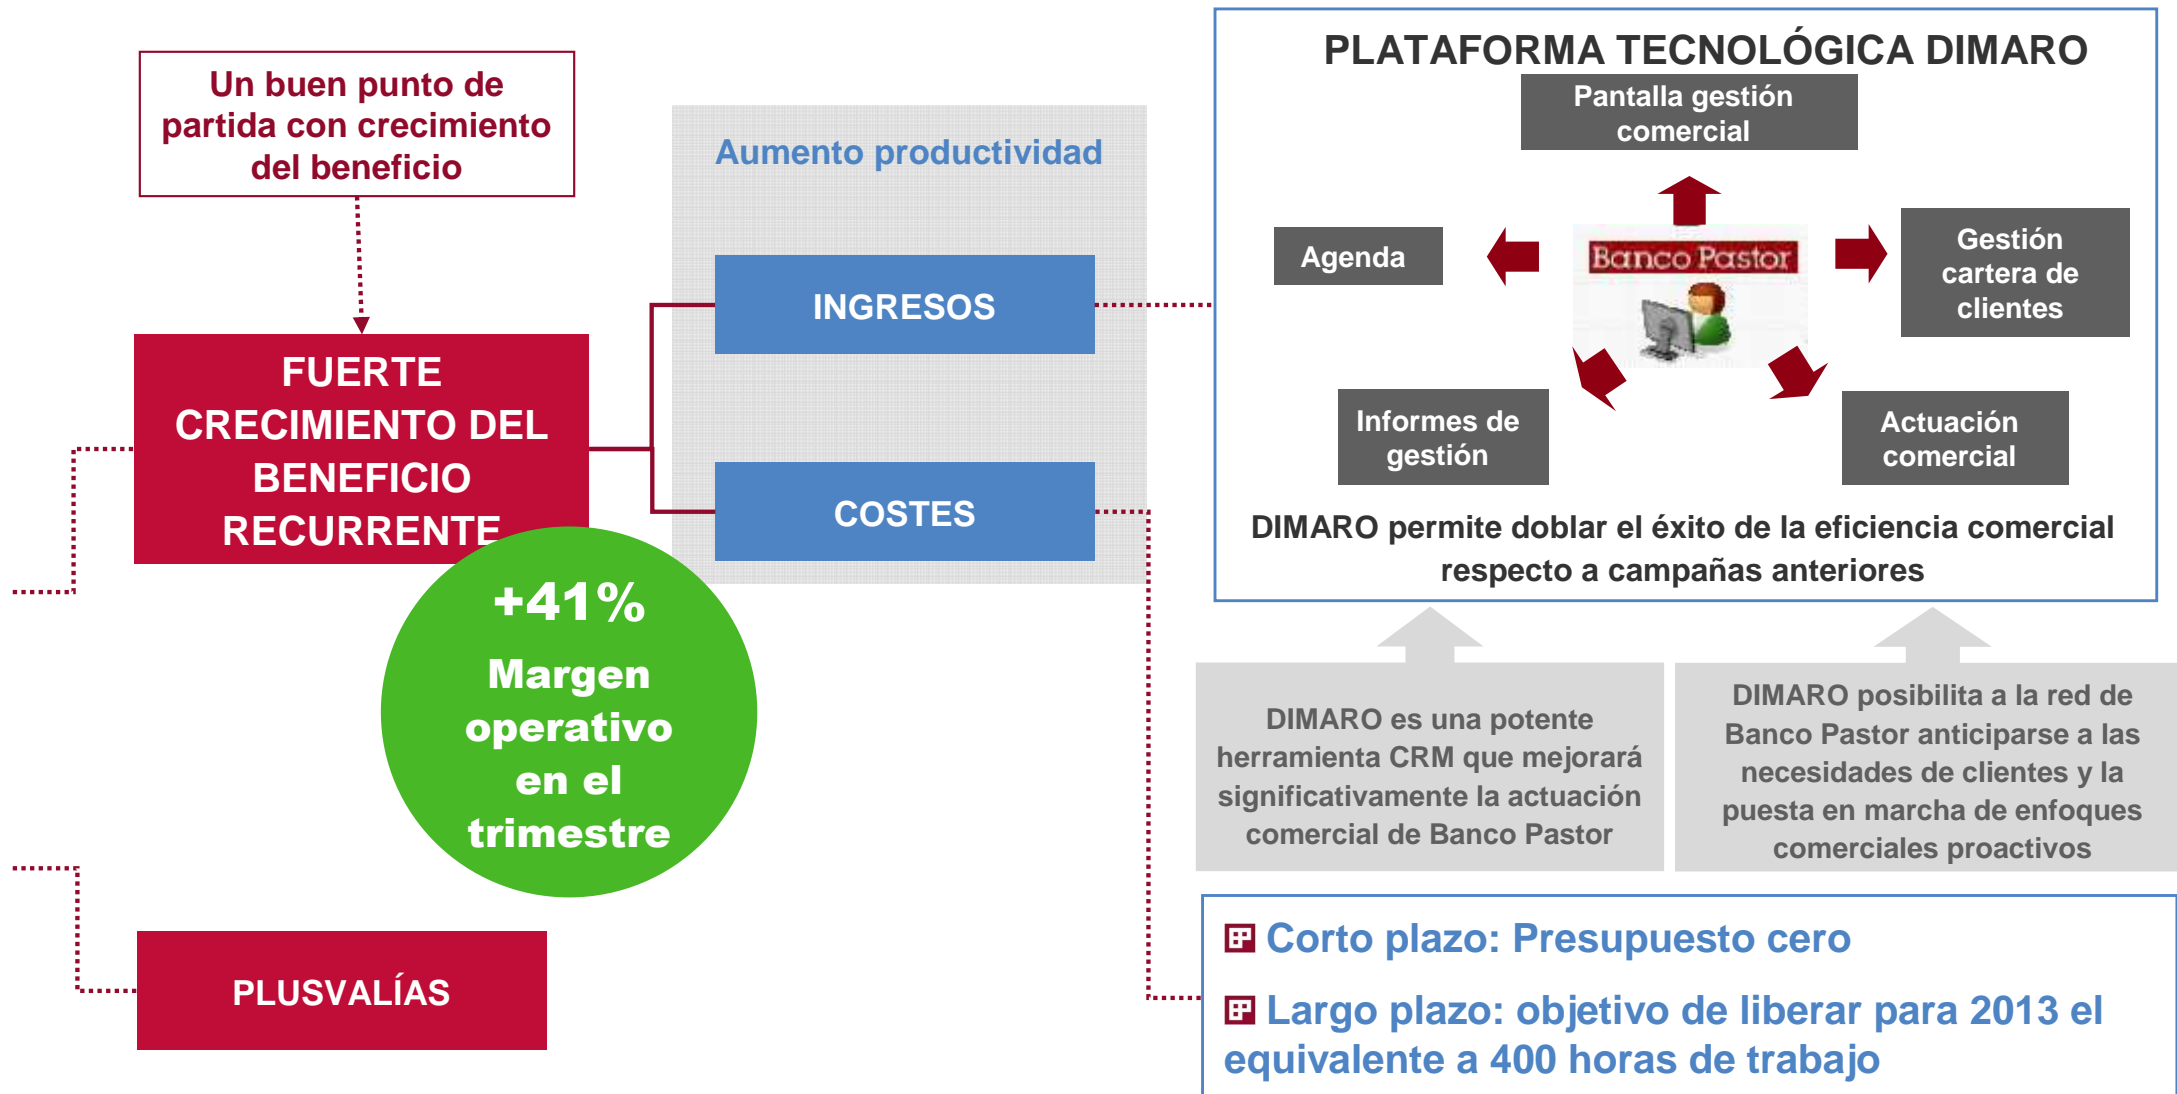 Un buen punto de
partida con crecimiento
del beneficio
FUERTE
CRECIMIENTO DEL
BENEFICIO
RECURRENTE
+41%
Margen
operativo
en el
trimestre
PLUSVALÍAS
Aumento productividad
INGRESOS
COSTES
PLATAFORMA TECNOLÓGICA DIMARO
Pantalla gestión
comercial
Agenda
Banco Pastor
Gestión
cartera de
clientes
Informes de
gestión
Actuación
comercial
DIMARO permite doblar el éxito de la eficiencia comercial
respecto a campañas anteriores
DIMARO es una potente
herramienta CRM que mejorará
significativamente la actuación
comercial de Banco Pastor
DIMARO posibilita a la red de
Banco Pastor anticiparse a las
necesidades de clientes y la
puesta en marcha de enfoques
comerciales proactivos
Corto plazo: Presupuesto cero
Largo plazo: objetivo de liberar para 2013 el
equivalente a 400 horas de trabajo